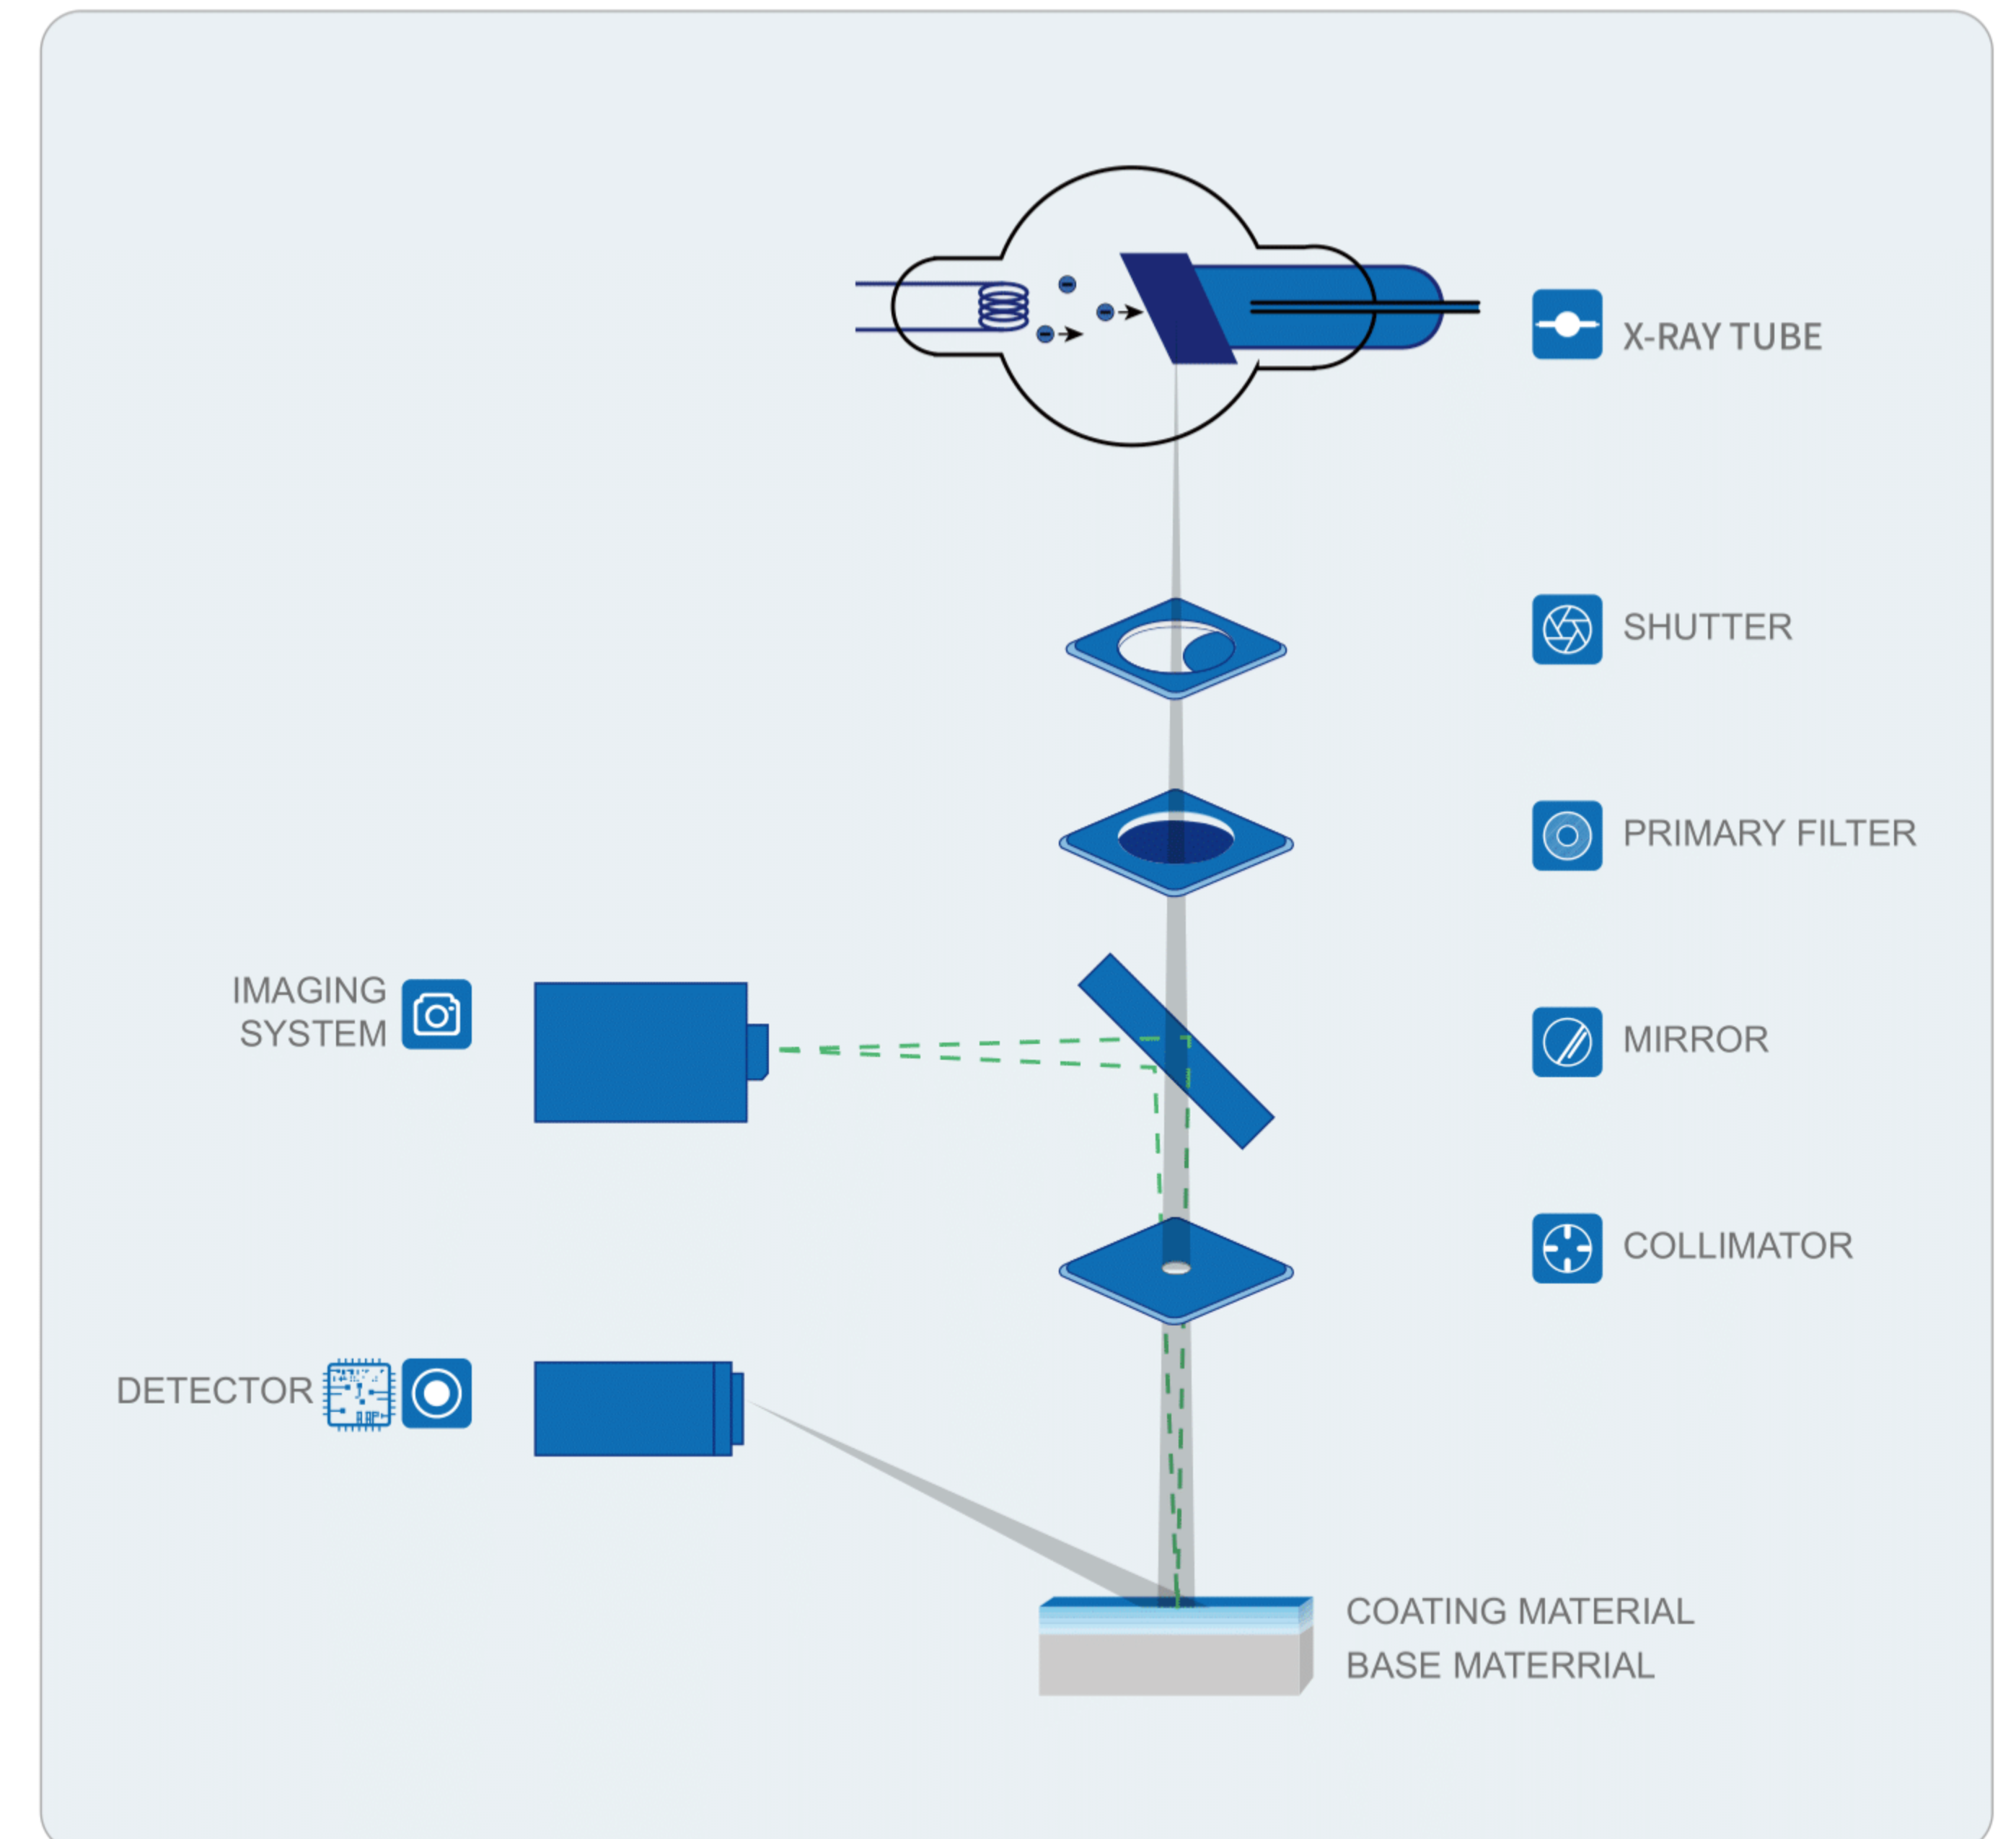 X-RAY TUBE
SHUTTER
PRIMARY FILTER
IMAGING
SYSTEM
MIRROR
COLLIMATOR
DETECTOR
COATING MATERIAL
BASE MATERRIAL